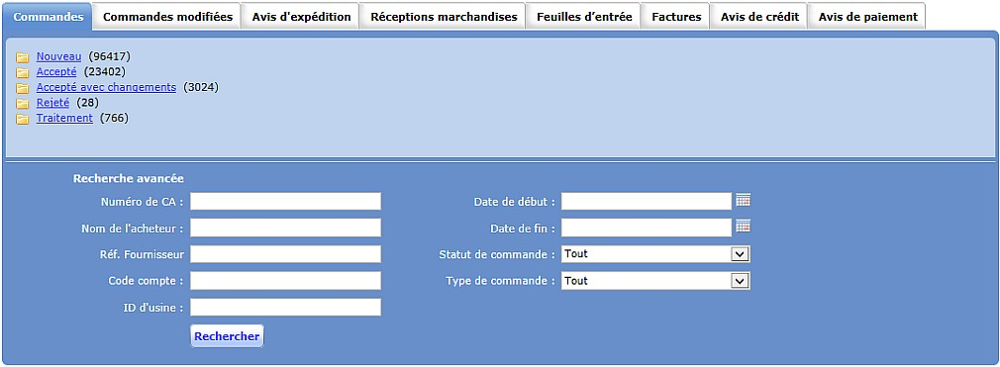 Commandes Commandes modifiées Avis d'expédition Réceptions marchandises Feuilles d’entrée Factures Avis de crédit Avis de paiement
Nouveau (96417)
Accepté (23402)
Accepté avec changements (3024)
Rejeté (28)
Traitement (766)
Recherche avancée
Numéro de CA : Date de début :
Nom de l'acheteur : Date de fin :
Réf. Fournisseur Statut de commande : Tout
Code compte : Type de commande : Tout
ID d'usine :
Rechercher